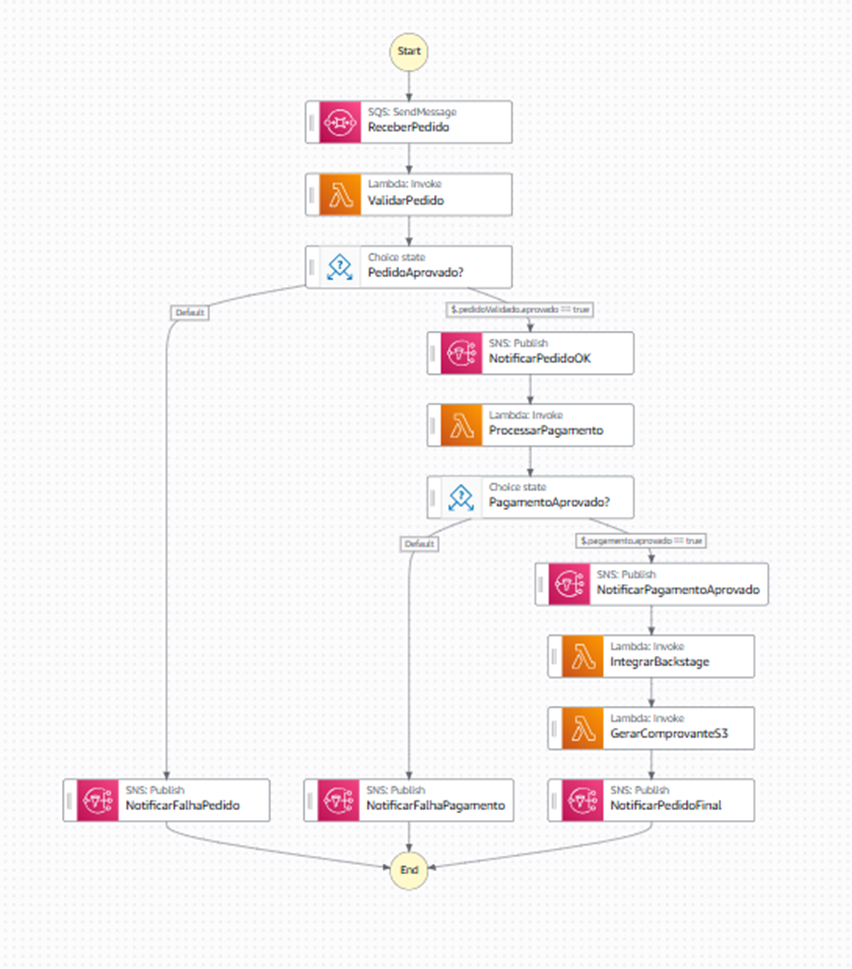 Start
SQS: SendMessage
ReceberPedido
Lambda: Invoke
ValidarPedido
Choice state
PedidoAprovado?
Default
$.pedidoValidado.aprovado == true
SNS: Publish
NotificarPedidoOK
Lambda: Invoke
ProcessarPagamento
Choice state
PagamentoAprovado?
Default
$.pagamento.aprovado == true
SNS: Publish
NotificarPagamentoAprovado
Lambda: Invoke
IntegrarBackstage
Lambda: Invoke
GerarComprovanteS3
SNS: Publish
NotificarFalhaPedido
SNS: Publish
NotificarFalhaPagamento
SNS: Publish
NotificarPedidoFinal
End